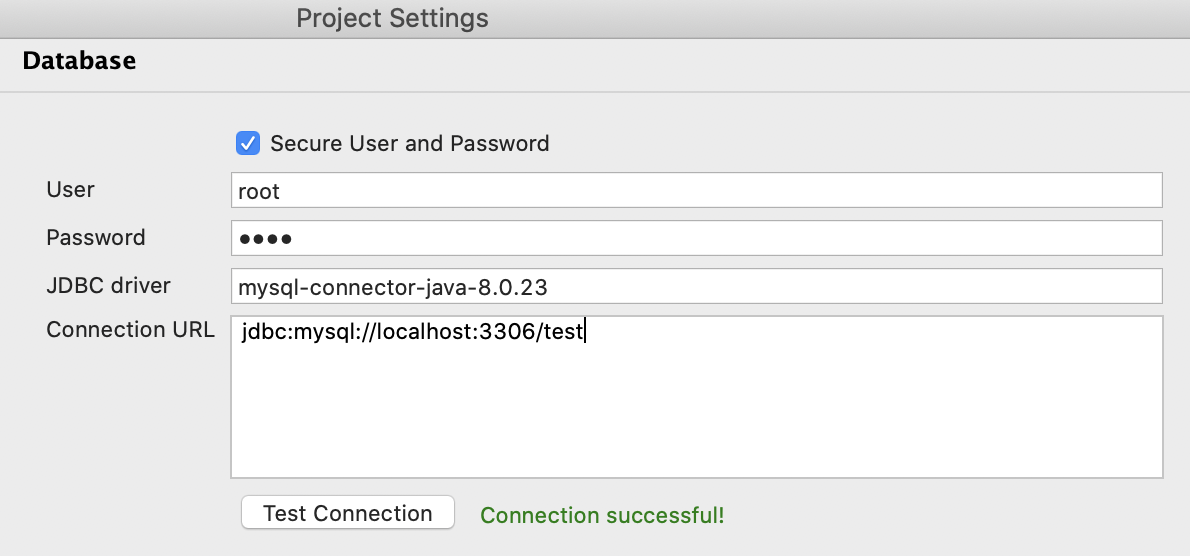 Project Settings
Database
Secure User and Password
User root
Password ••••
JDBC driver mysql-connector-java-8.0.23
Connection URL jdbc:mysql://localhost:3306/test
Test Connection Connection successful!